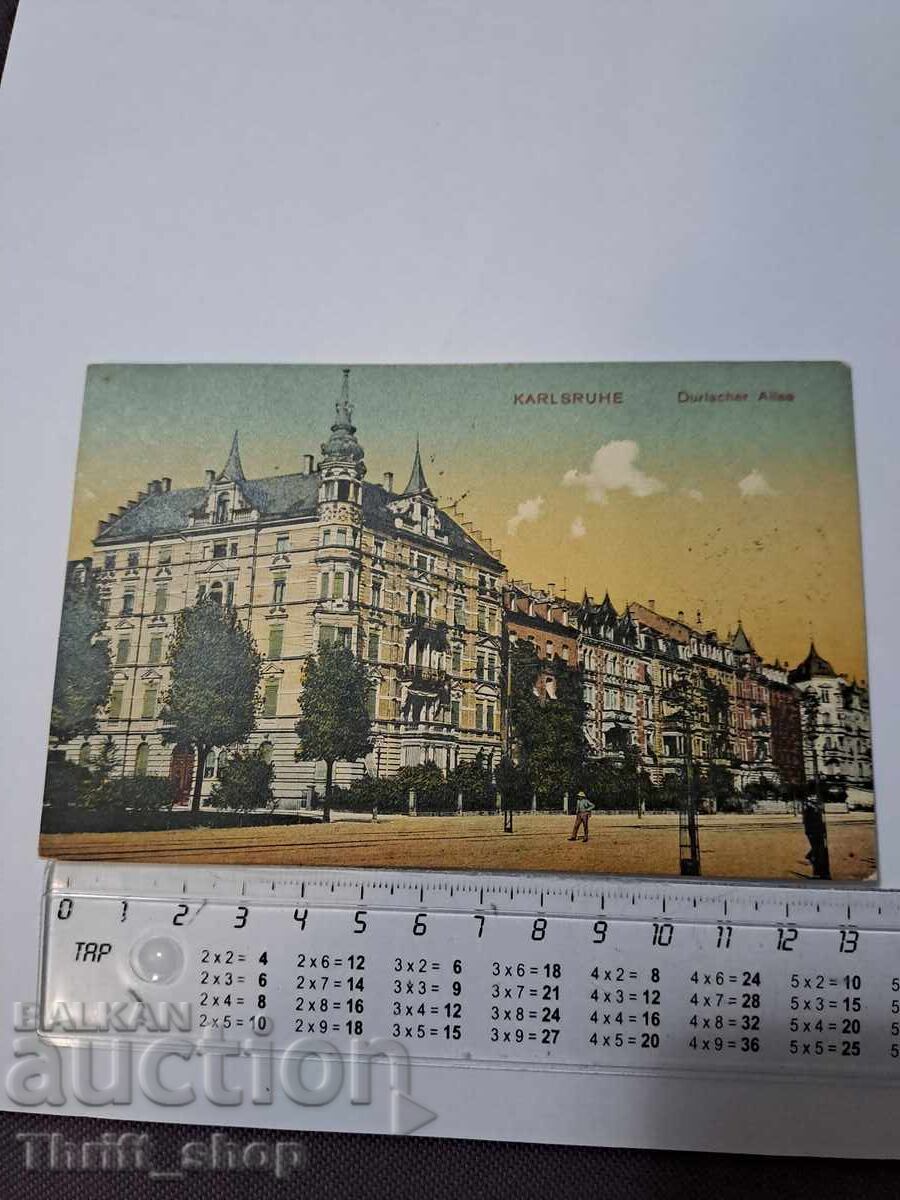 KARLSRUHE Durlacher Allee
0 1 2 3 4 5 6 7 8 9 10 11 12 13
TAP
2 x 2 = 4 2 x 6 = 12 3 x 2 = 6 3 x 6 = 18 4 x 2 = 8 4 x 6 = 24 5 x 2 = 10 5
2 x 3 = 6 2 x 7 = 14 3 x 3 = 9 3 x 7 = 21 4 x 3 = 12 4 x 7 = 28 5 x 3 = 15 5
2 x 4 = 8 2 x 8 = 16 3 x 4 = 12 3 x 8 = 24 4 x 4 = 16 4 x 8 = 32 5 x 4 = 20 5
2 x 5 = 10 2 x 9 = 18 3 x 5 = 15 3 x 9 = 27 4 x 5 = 20 4 x 9 = 36 5 x 5 = 25 5
BALKAN
auction
Thrift_shop